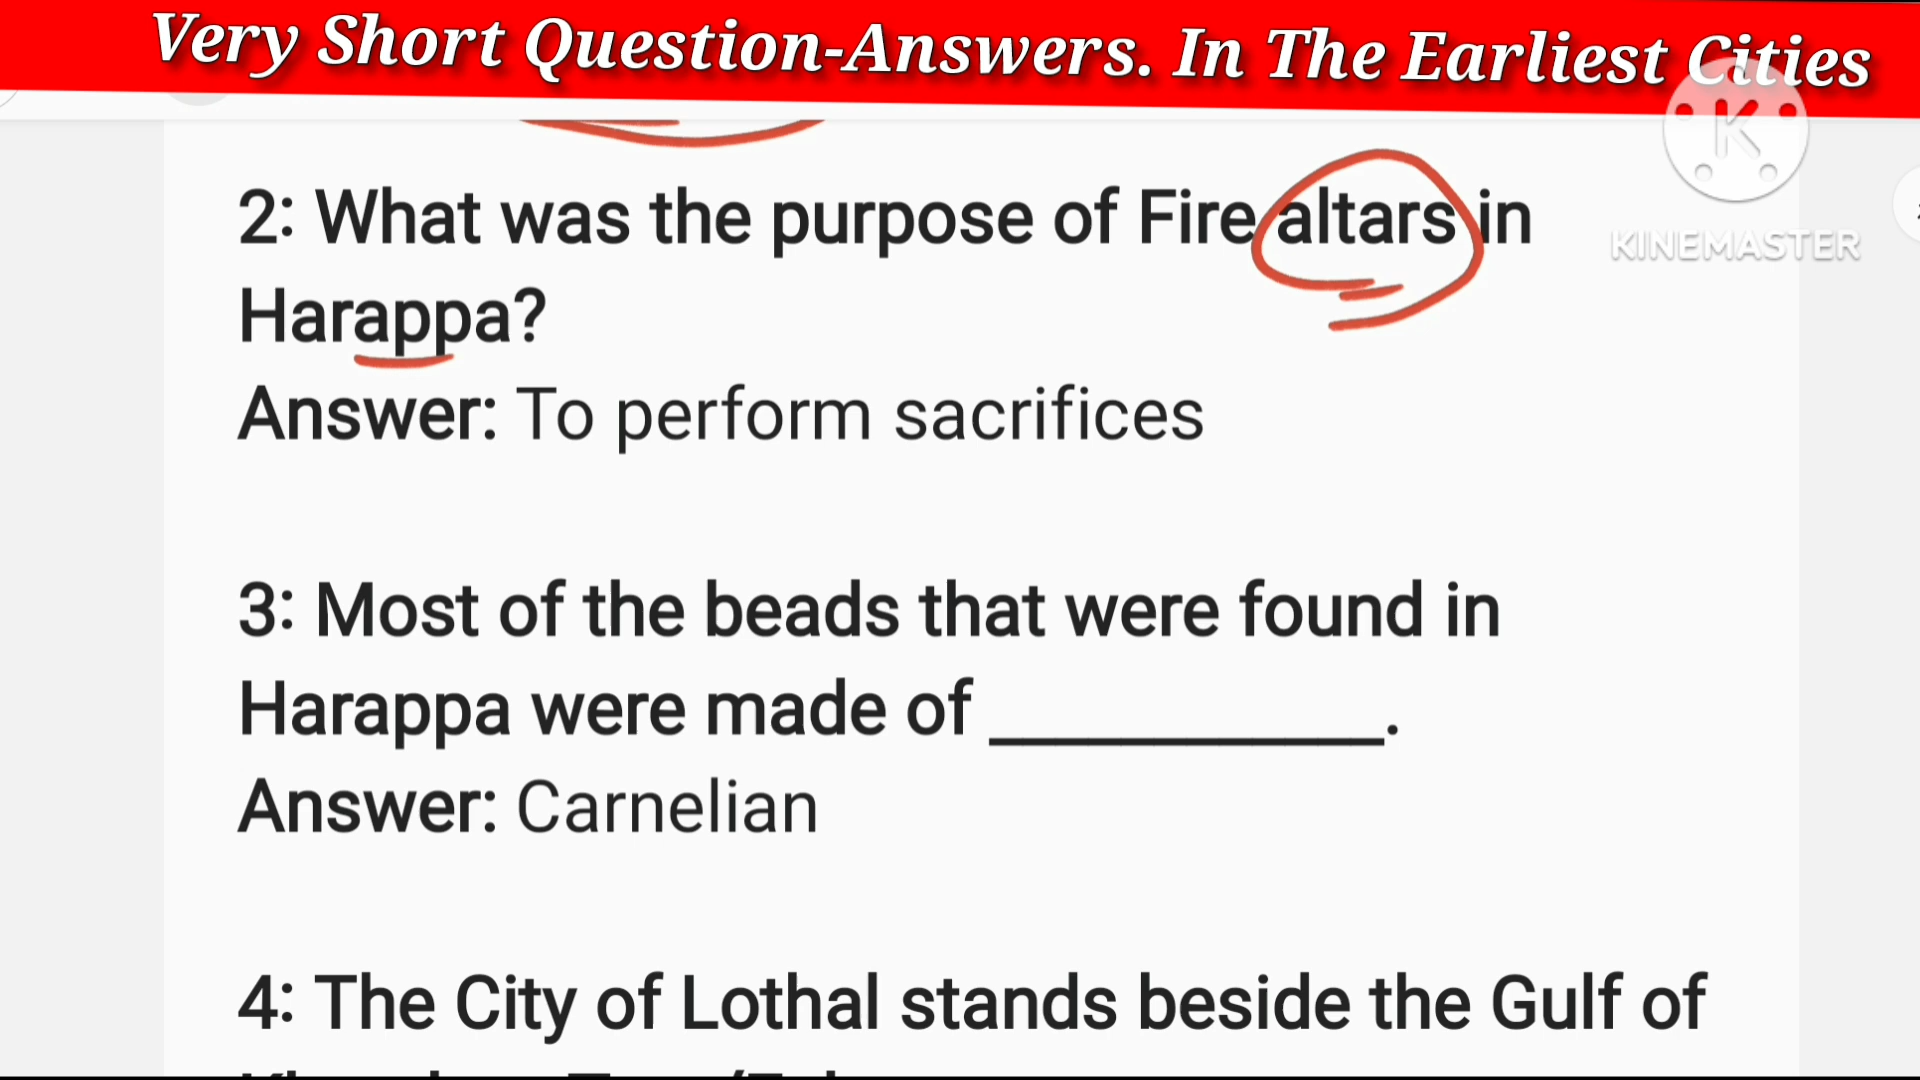 Very Short Question-Answers. In The Earliest Cities
K
KINEMASTER
2: What was the purpose of Fire altars in
Harappa?
Answer: To perform sacrifices
3: Most of the beads that were found in
Harappa were made of ____________.
Answer: Carnelian
4: The City of Lothal stands beside the Gulf of